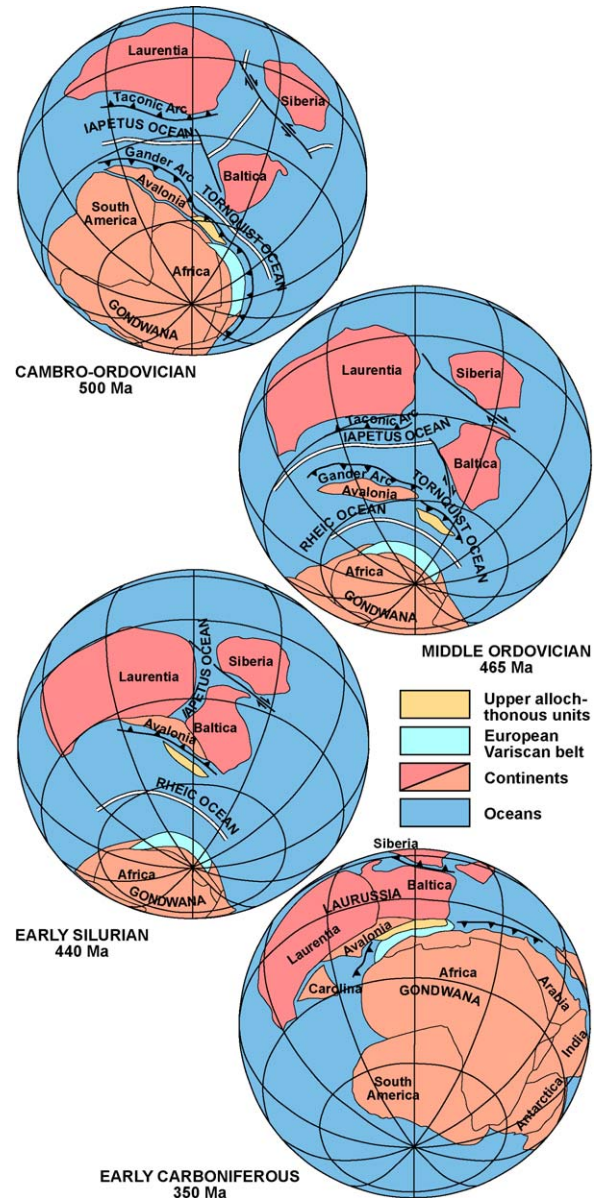 Laurentia
Siberia
Taconic Arc
IAPETUS OCEAN
Gander Arc
Avalonia
Baltica
TORNQUIST OCEAN
South
America
Africa
GONDWANA
CAMBRO-ORDOVICIAN
500 Ma
Laurentia
Siberia
Taconic Arc
IAPETUS OCEAN
Baltica
Gander Arc
Avalonia
TORNQUIST OCEAN
RHEIC OCEAN
Africa
GONDWANA
MIDDLE ORDOVICIAN
465 Ma
Laurentia
IAPETUS OCEAN
Siberia
Avalonia
Baltica
RHEIC OCEAN
Africa
GONDWANA
EARLY SILURIAN
440 Ma
Upper alloch-
thonous units
European
Variscan belt
Continents
Oceans
Siberia
Baltica
LAURUSSIA
Laurentia
Avalonia
Carolina
Africa
GONDWANA
Arabia
India
South
America
Antarctica
EARLY CARBONIFEROUS
350 Ma